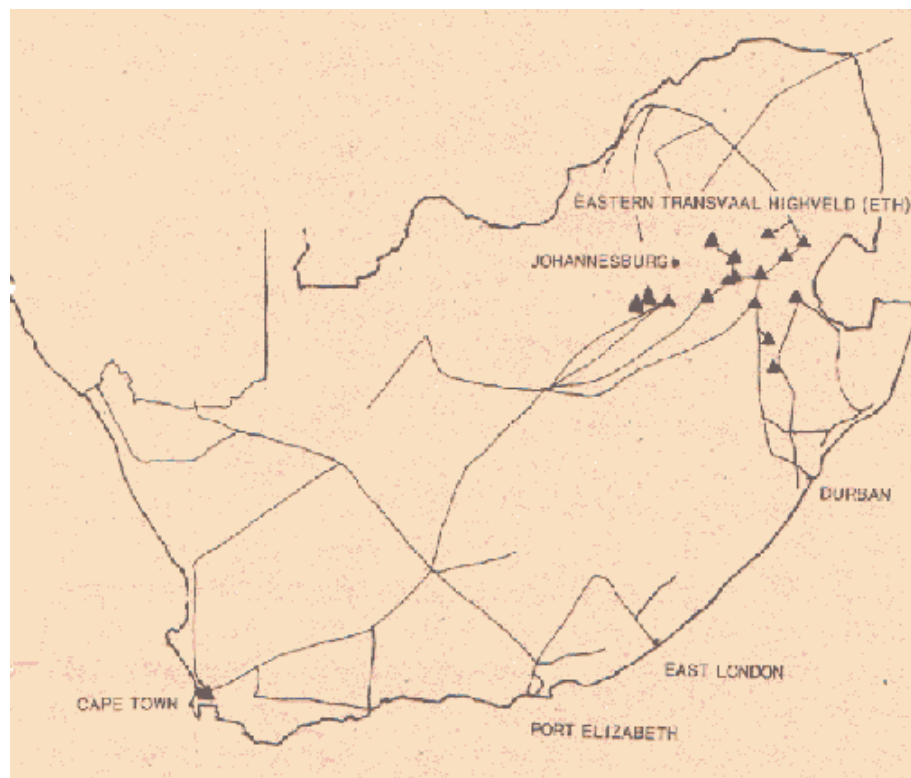 EASTERN TRANSVAAL HIGHVELD (ETH)
JOHANNESBURG
DURBAN
EAST LONDON
CAPE TOWN
PORT ELIZABETH